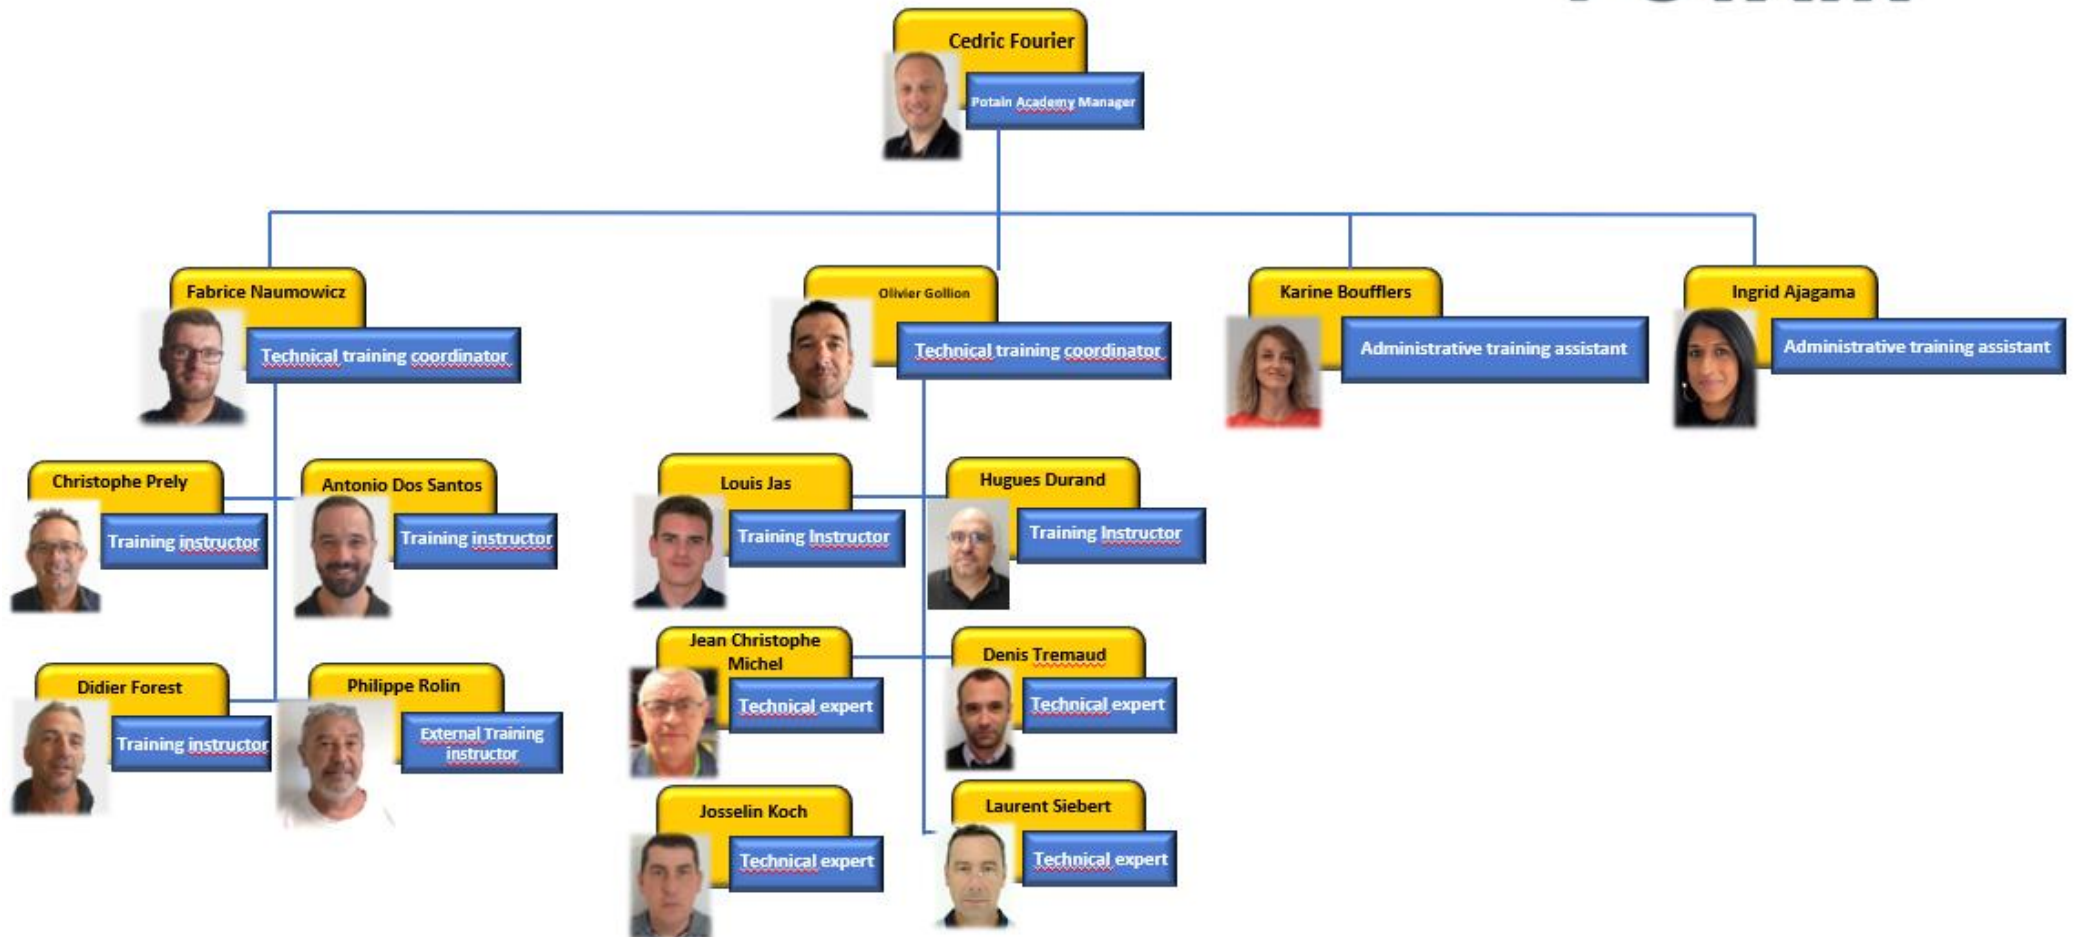 Cedric Fourier
Potain Academy Manager
Fabrice Naumowicz
Technical training coordinator
Olivier Gollion
Technical training coordinator
Karine Boufflers
Administrative training assistant
Ingrid Ajagama
Administrative training assistant
Christophe Prely
Training instructor
Antonio Dos Santos
Training instructor
Didier Forest
Training instructor
Philippe Rolin
External Training
instructor
Louis Jas
Training Instructor
Hugues Durand
Training Instructor
Jean Christophe
Michel
Technical expert
Denis Tremaud
Technical expert
Josselin Koch
Technical expert
Laurent Siebert
Technical expert